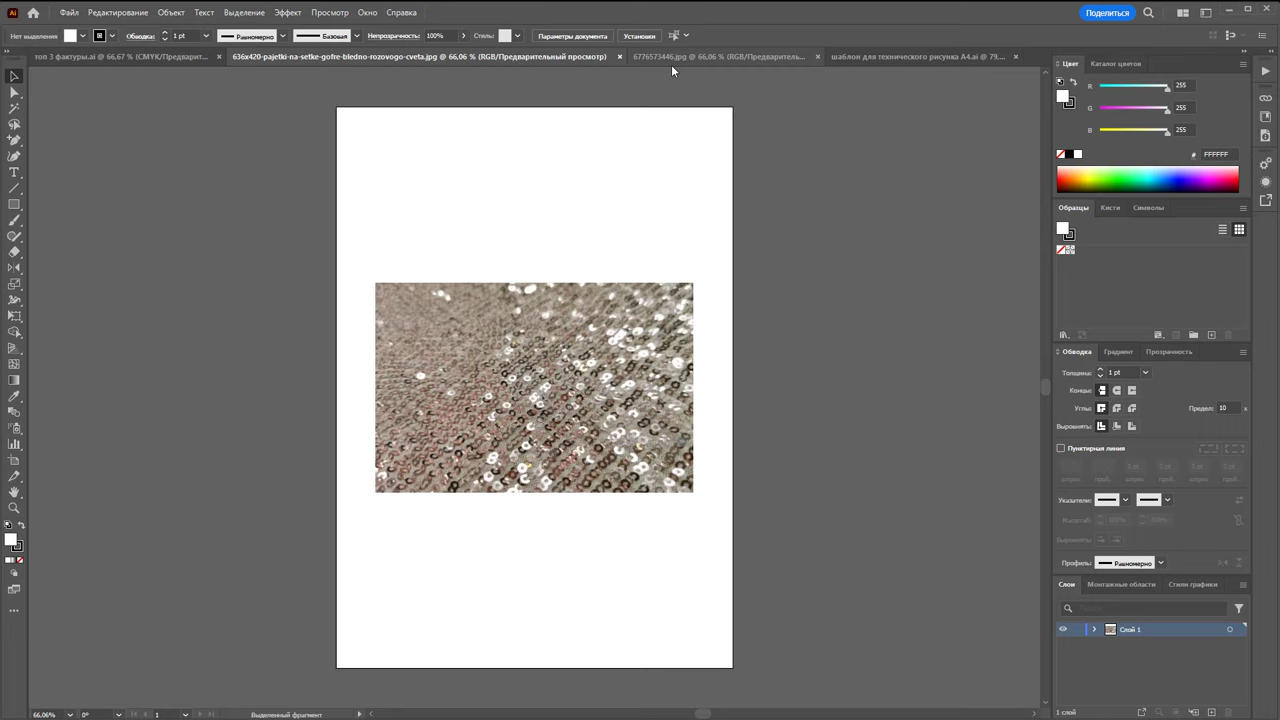 Ai Файл Редактирование Объект Текст Выделение Эффект Просмотр Окно Справка Поделиться
Нет выделения Обводка: 1 pt Равномерно Базовая Непрозрачность: 100% Стиль: Параметры документа Установки
топ 3 фактуры.ai @ 66,67 % (CMYK/Предварит... × 636x420-pajetki-na-setke-gofre-bledno-rozovogo-cveta.jpg @ 66,06 % (RGB/Предварительный просмотр) × 6776573446.jpg @ 66,06 % (RGB/Предваритель... × шаблон для технического рисунка А4.ai @ 79,... ×
Цвет Каталог цветов
R 255
G 255
B 255
# FFFFFF
Образцы Кисти Символы
Обводка Градиент Прозрачность
Толщина: 1 pt
Концы:
Углы: Предел: 10 x
Выровнять:
Пунктирная линия
Указатели:
Масштаб: 100% 100%
Выровнять:
Профиль: Равномерно
Слои Монтажные области Стили графики
Слой 1
1 слой
66,06% 0° 1 Выделенный фрагмент